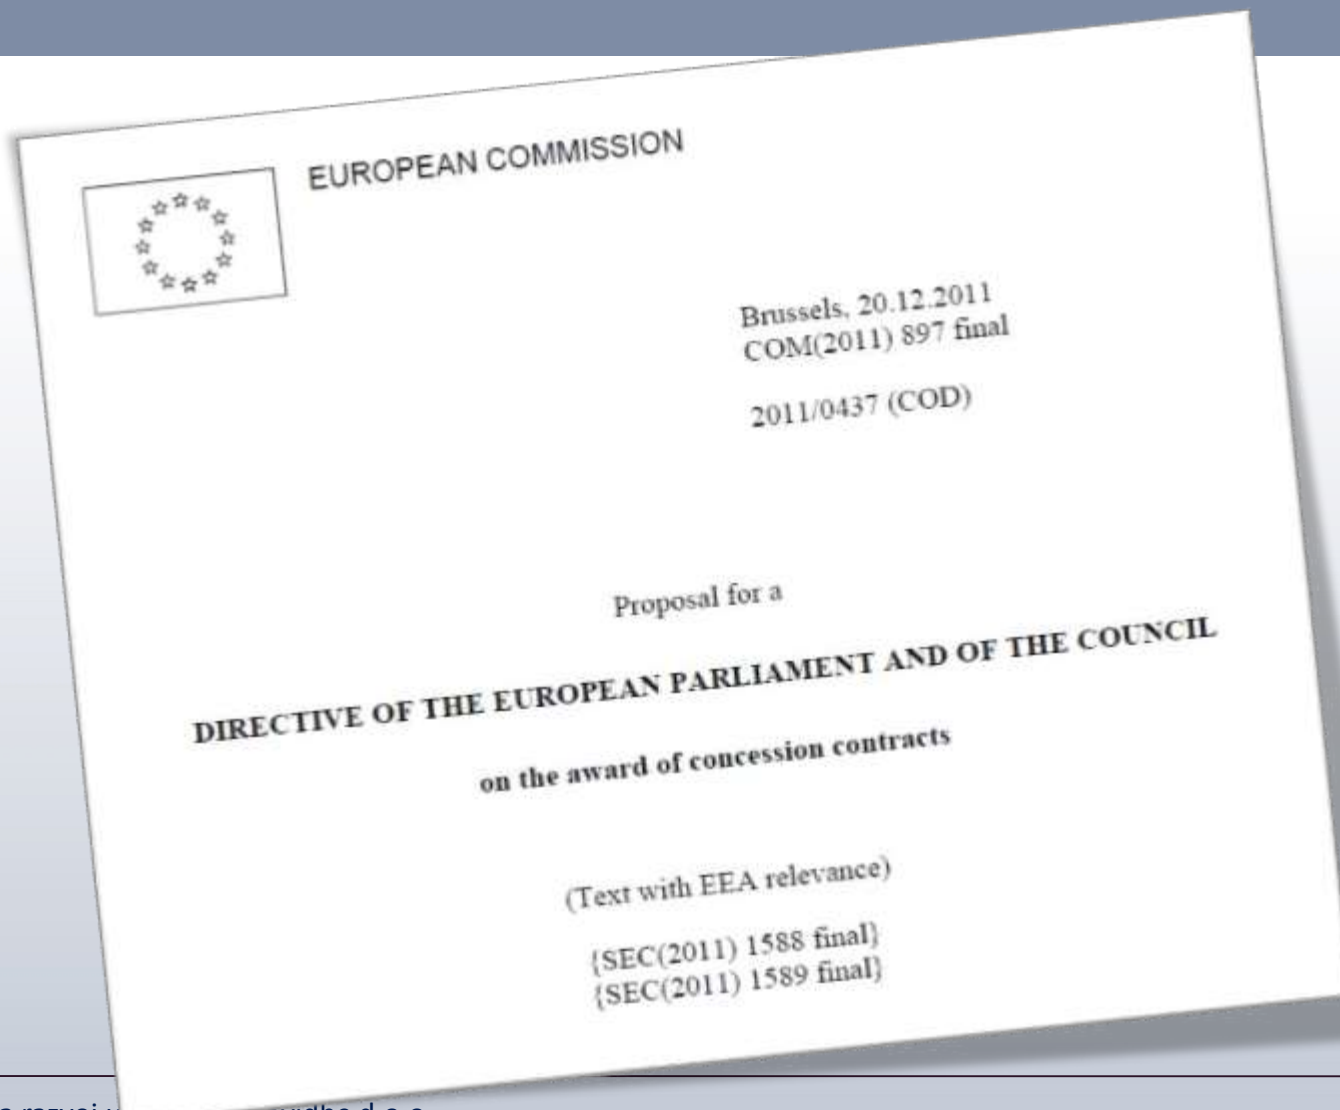 EUROPEAN COMMISSION
Brussels, 20.12.2011
COM(2011) 897 final
2011/0437 (COD)
Proposal for a
DIRECTIVE OF THE EUROPEAN PARLIAMENT AND OF THE COUNCIL
on the award of concession contracts
(Text with EEA relevance)
{SEC(2011) 1588 final}
{SEC(2011) 1589 final}
d.o.o.